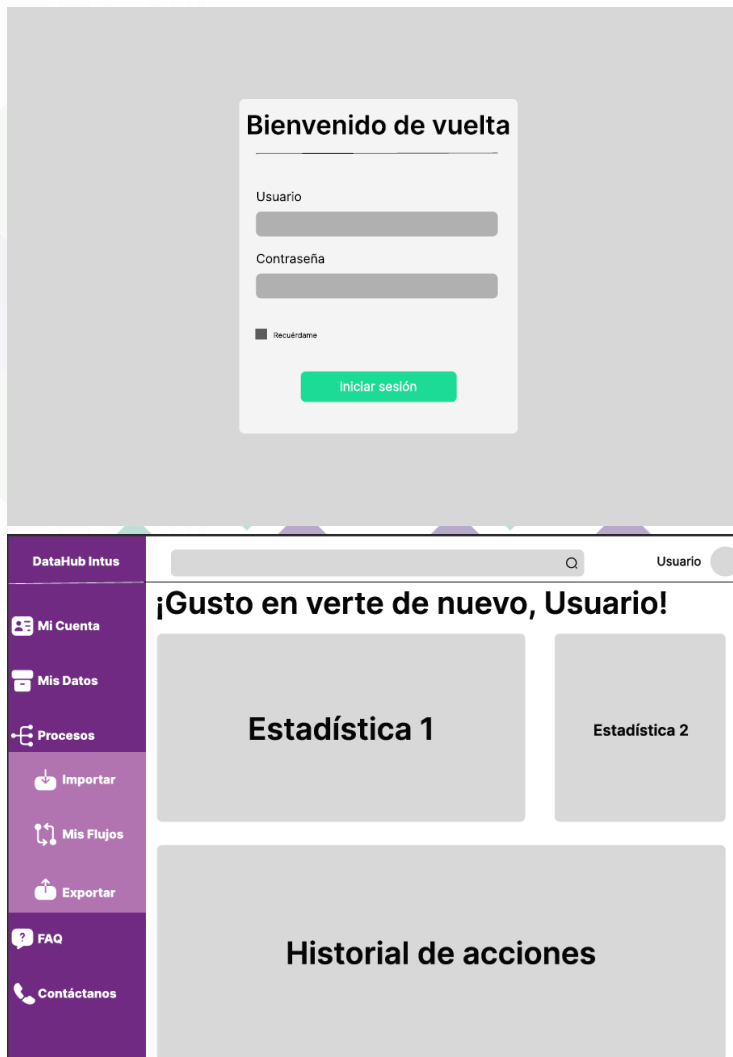 Bienvenido de vuelta
Usuario
Contraseña
Recuérdame
Iniciar sesión
DataHub Intus
Usuario
¡Gusto en verte de nuevo, Usuario!
Mi Cuenta
Mis Datos
Procesos
Importar
Mis Flujos
Exportar
FAQ
Contáctanos
Estadística 1
Estadística 2
Historial de acciones